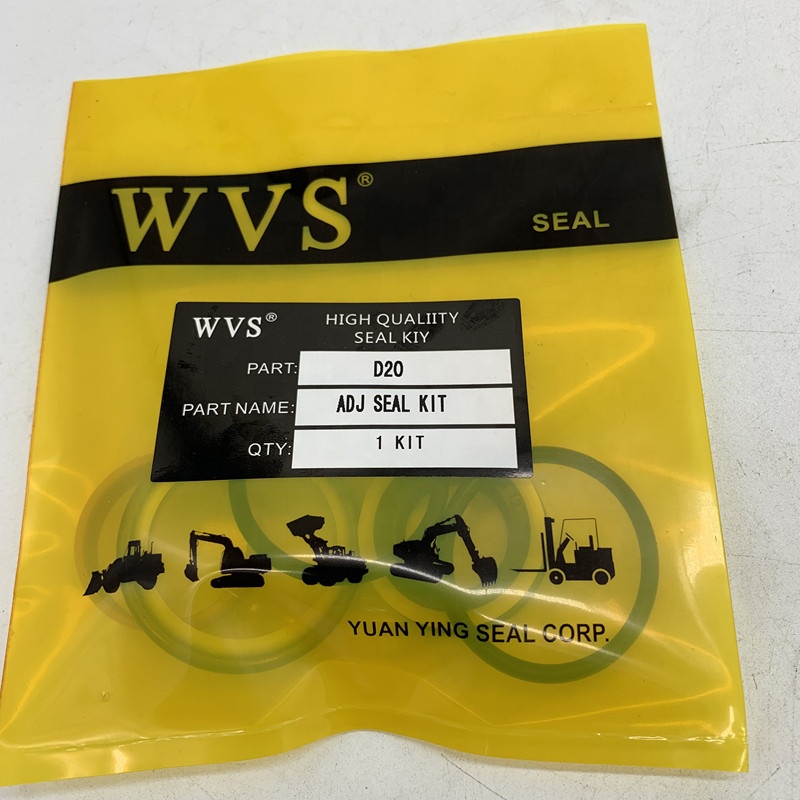 WVS®
SEAL
WVS®
HIGH QUALIITY
SEAL KIY
PART: D20
PART NAME: ADJ SEAL KIT
QTY: 1 KIT
YUAN YING SEAL CORP.